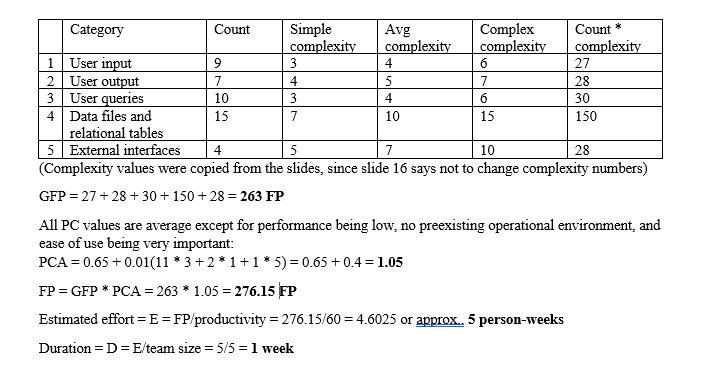 Category Count Simple complexity Avg complexity Complex complexity Count * complexity
1 User input 9 3 4 6 27
2 User output 7 4 5 7 28
3 User queries 10 3 4 6 30
4 Data files and relational tables 15 7 10 15 150
5 External interfaces 4 5 7 10 28
(Complexity values were copied from the slides, since slide 16 says not to change complexity numbers)
GFP = 27 + 28 + 30 + 150 + 28 = 263 FP
All PC values are average except for performance being low, no preexisting operational environment, and
ease of use being very important:
PCA = 0.65 + 0.01(11 * 3 + 2 * 1 + 1 * 5) = 0.65 + 0.4 = 1.05
FP = GFP * PCA = 263 * 1.05 = 276.15 FP
Estimated effort = E = FP/productivity = 276.15/60 = 4.6025 or approx.. 5 person-weeks
Duration = D = E/team size = 5/5 = 1 week